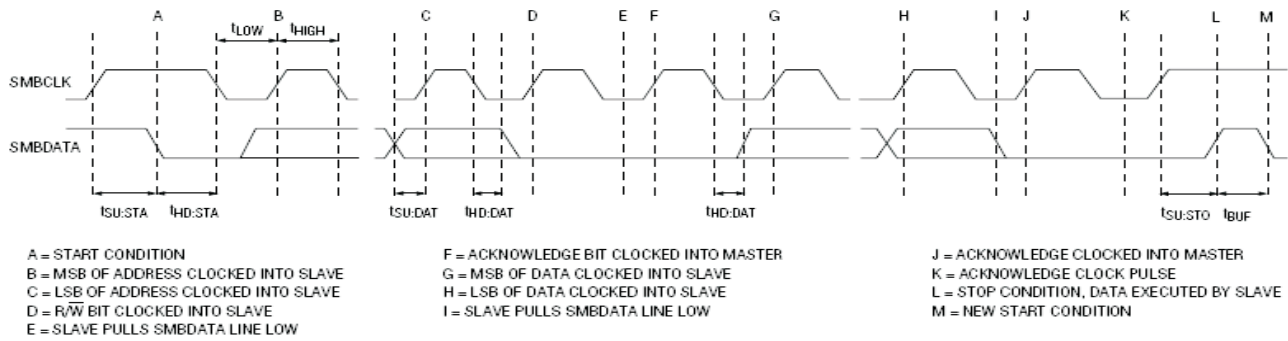 A B C D E F G H I J K L M
tLOW tHIGH
SMBCLK
SMBDATA
tSU:STA tHD:STA tSU:DAT tHD:DAT tHD:DAT tSU:STO tBUF
A = START CONDITION
B = MSB OF ADDRESS CLOCKED INTO SLAVE
C = LSB OF ADDRESS CLOCKED INTO SLAVE
D = R/W̅ BIT CLOCKED INTO SLAVE
E = SLAVE PULLS SMBDATA LINE LOW
F = ACKNOWLEDGE BIT CLOCKED INTO MASTER
G = MSB OF DATA CLOCKED INTO SLAVE
H = LSB OF DATA CLOCKED INTO SLAVE
I = SLAVE PULLS SMBDATA LINE LOW
J = ACKNOWLEDGE CLOCKED INTO MASTER
K = ACKNOWLEDGE CLOCK PULSE
L = STOP CONDITION, DATA EXECUTED BY SLAVE
M = NEW START CONDITION